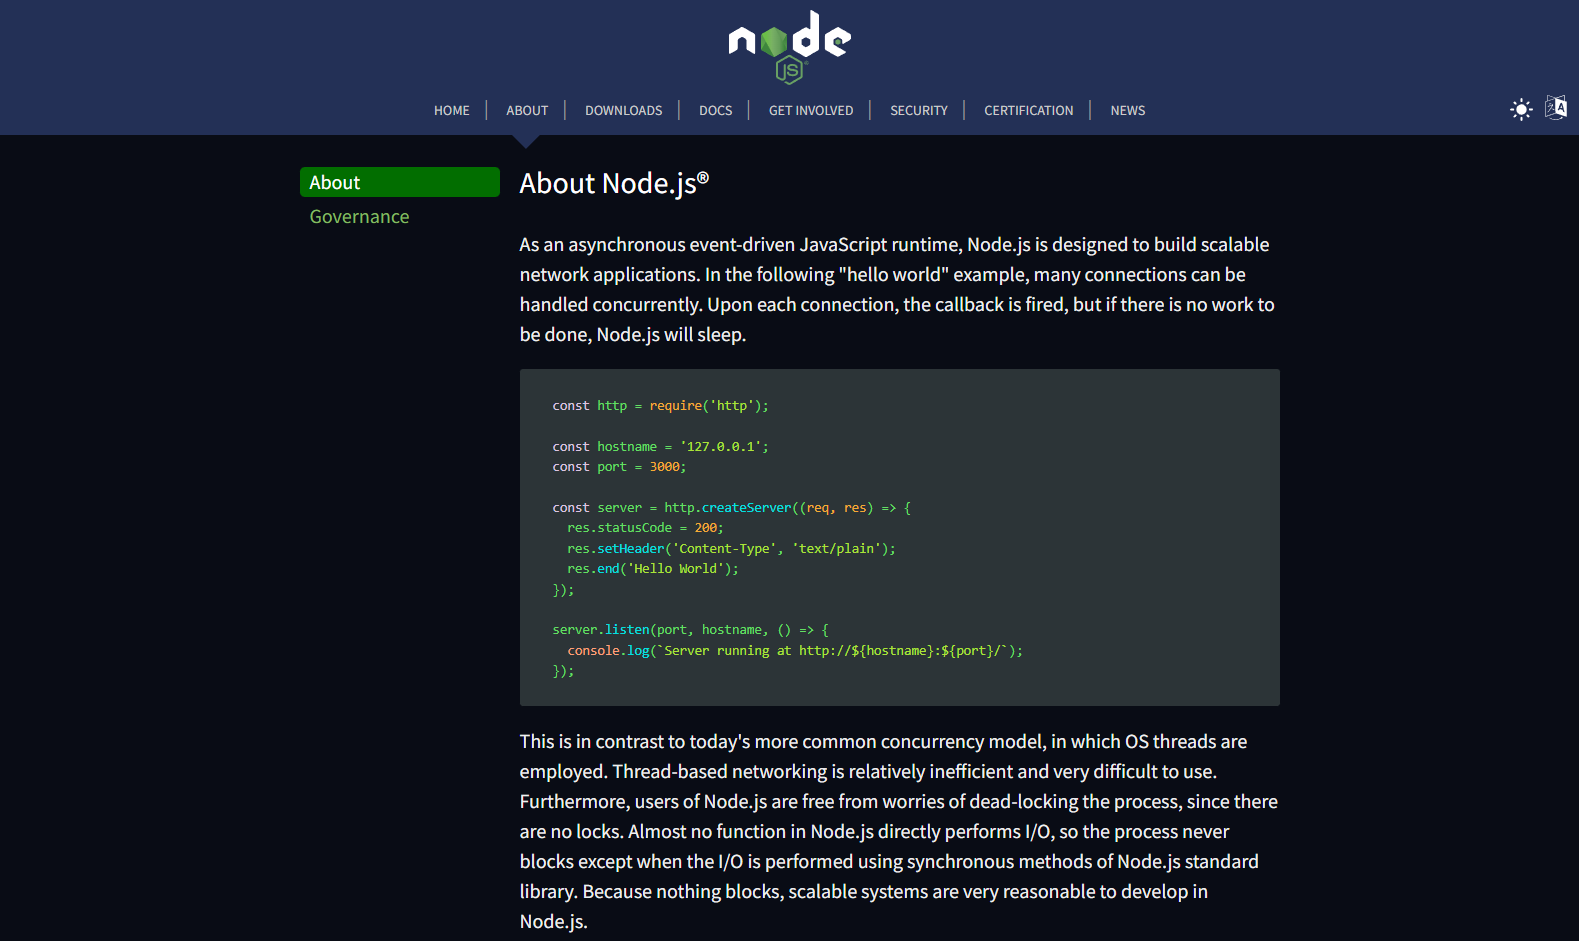 node
JS
HOME | ABOUT | DOWNLOADS | DOCS | GET INVOLVED | SECURITY | CERTIFICATION | NEWS
About
Governance
About Node.js®
As an asynchronous event-driven JavaScript runtime, Node.js is designed to build scalable
network applications. In the following "hello world" example, many connections can be
handled concurrently. Upon each connection, the callback is fired, but if there is no work to
be done, Node.js will sleep.
const http = require('http');
const hostname = '127.0.0.1';
const port = 3000;
const server = http.createServer((req, res) => {
  res.statusCode = 200;
  res.setHeader('Content-Type', 'text/plain');
  res.end('Hello World');
});
server.listen(port, hostname, () => {
  console.log(`Server running at http://${hostname}:${port}/`);
});
This is in contrast to today's more common concurrency model, in which OS threads are
employed. Thread-based networking is relatively inefficient and very difficult to use.
Furthermore, users of Node.js are free from worries of dead-locking the process, since there
are no locks. Almost no function in Node.js directly performs I/O, so the process never
blocks except when the I/O is performed using synchronous methods of Node.js standard
library. Because nothing blocks, scalable systems are very reasonable to develop in
Node.js.